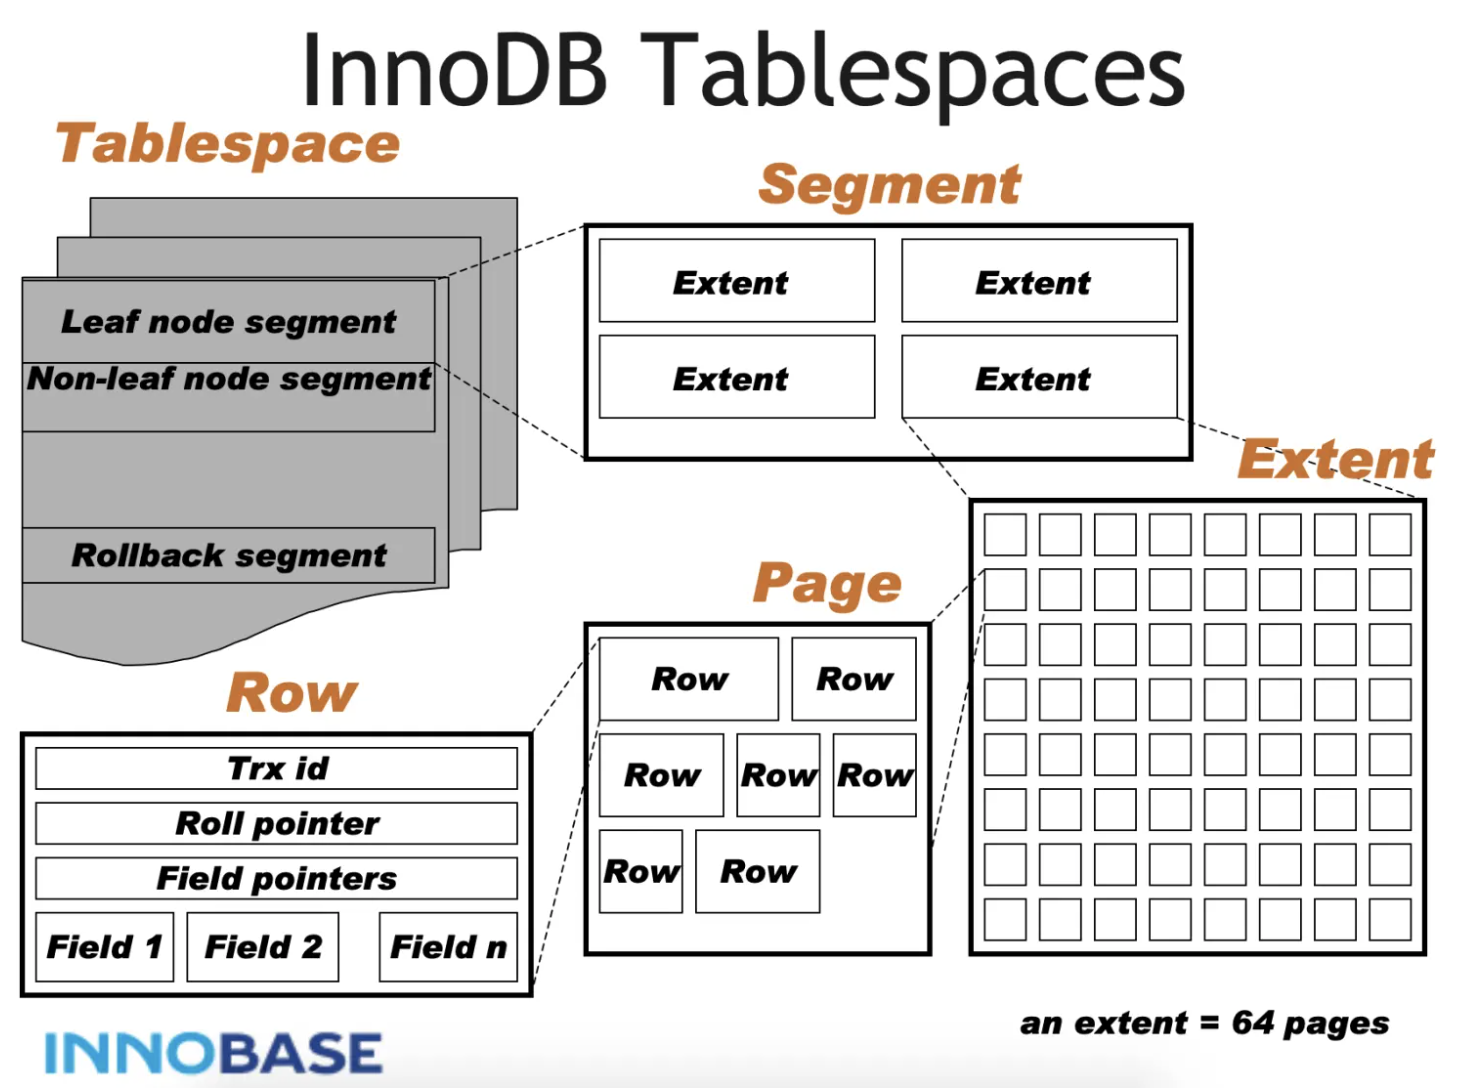 InnoDB Tablespaces
Tablespace
Leaf node segment
Non-leaf node segment
Rollback segment
Segment
Extent Extent
Extent Extent
Extent
Page
Row Row
Row Row Row
Row Row
Row
Trx id
Roll pointer
Field pointers
Field 1 Field 2 Field n
an extent = 64 pages
INNOBASE